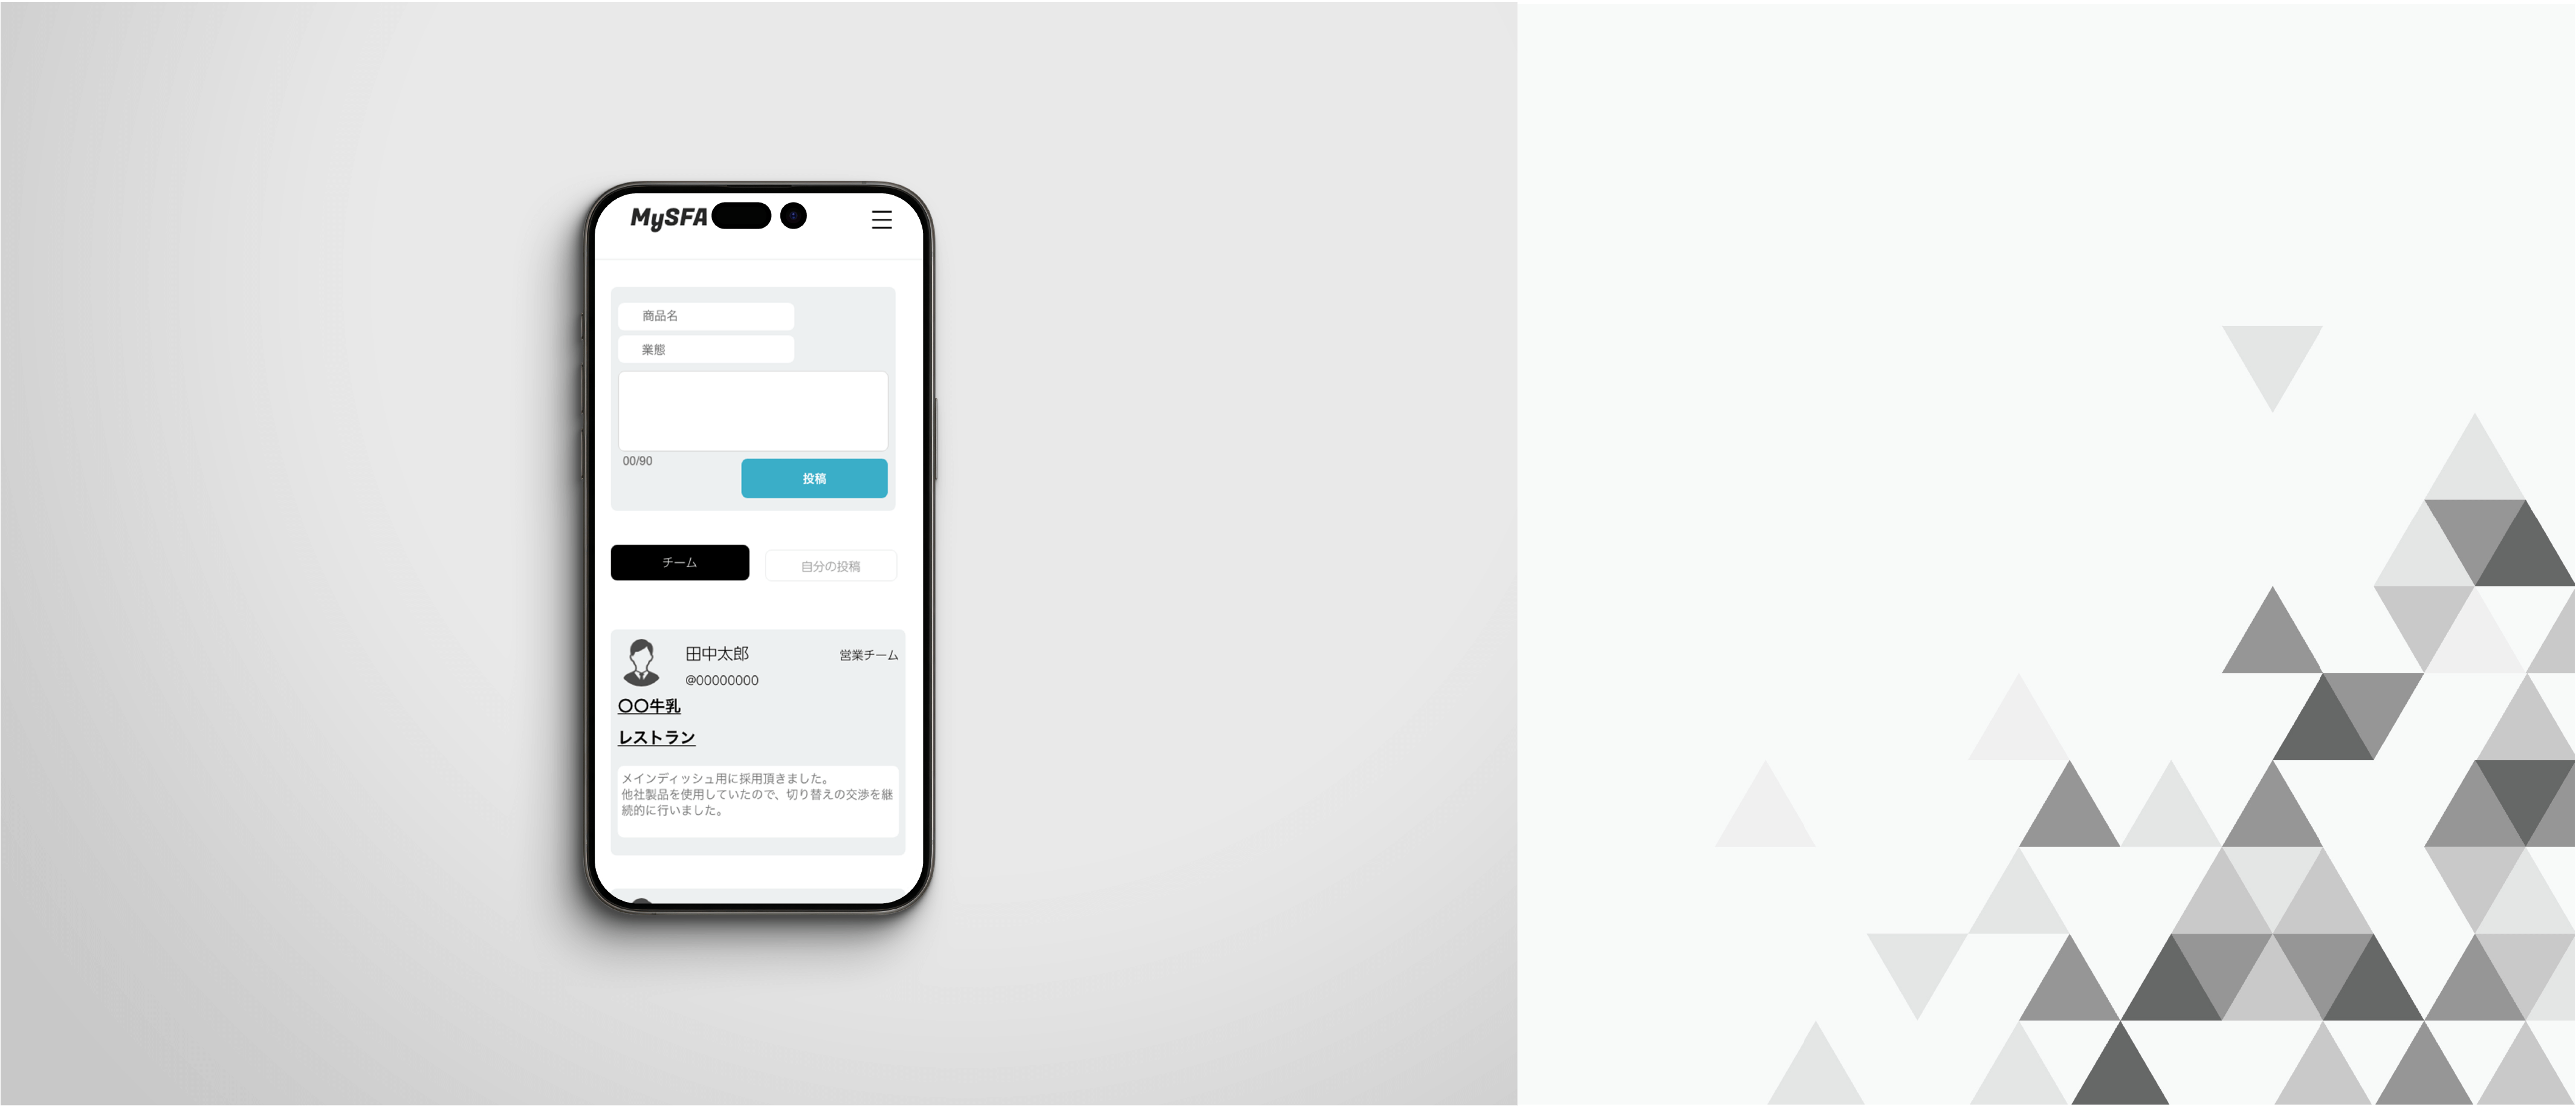 MySFA
商品名
業態
00/90
投稿
チーム
自分の投稿
田中太郎
営業チーム
@00000000
〇〇牛乳
レストラン
メインディッシュ用に採用頂きました。
他社製品を使用していたので、切り替えの交渉を継
続的に行いました。